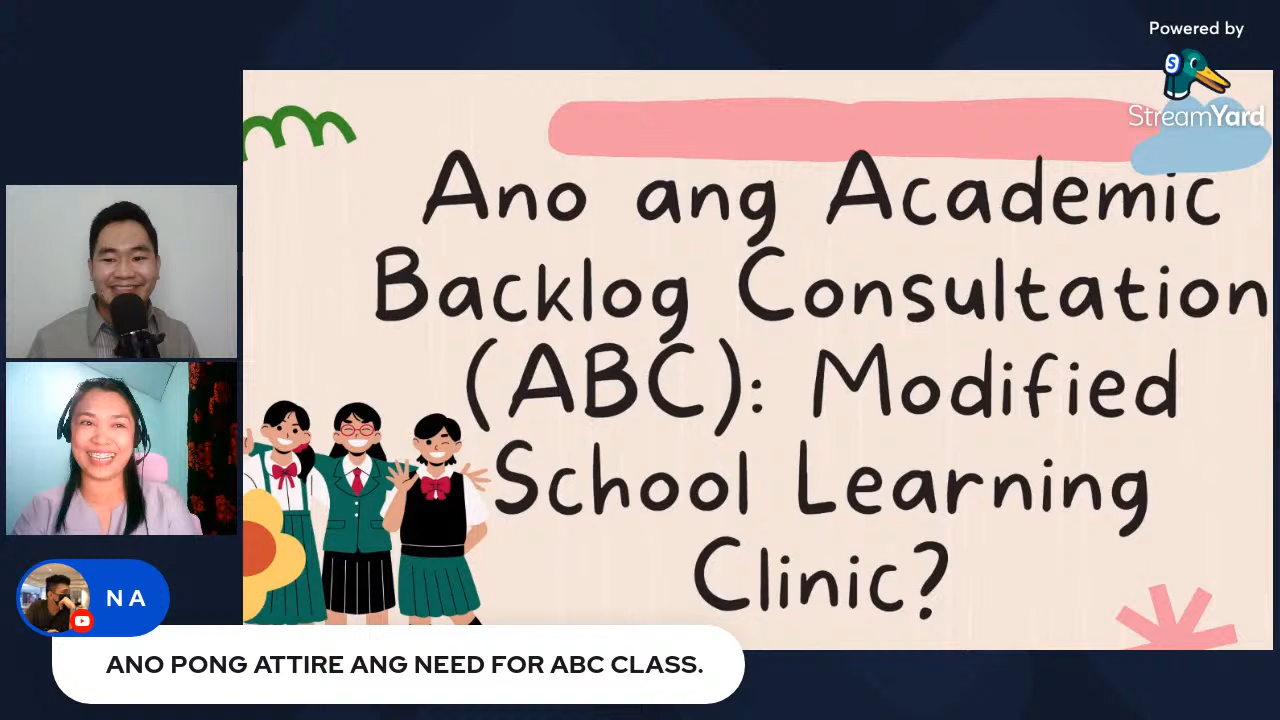 Powered by
S
StreamYard
Ano ang Academic
Backlog Consultation
(ABC): Modified
School Learning
Clinic?
N A
ANO PONG ATTIRE ANG NEED FOR ABC CLASS.